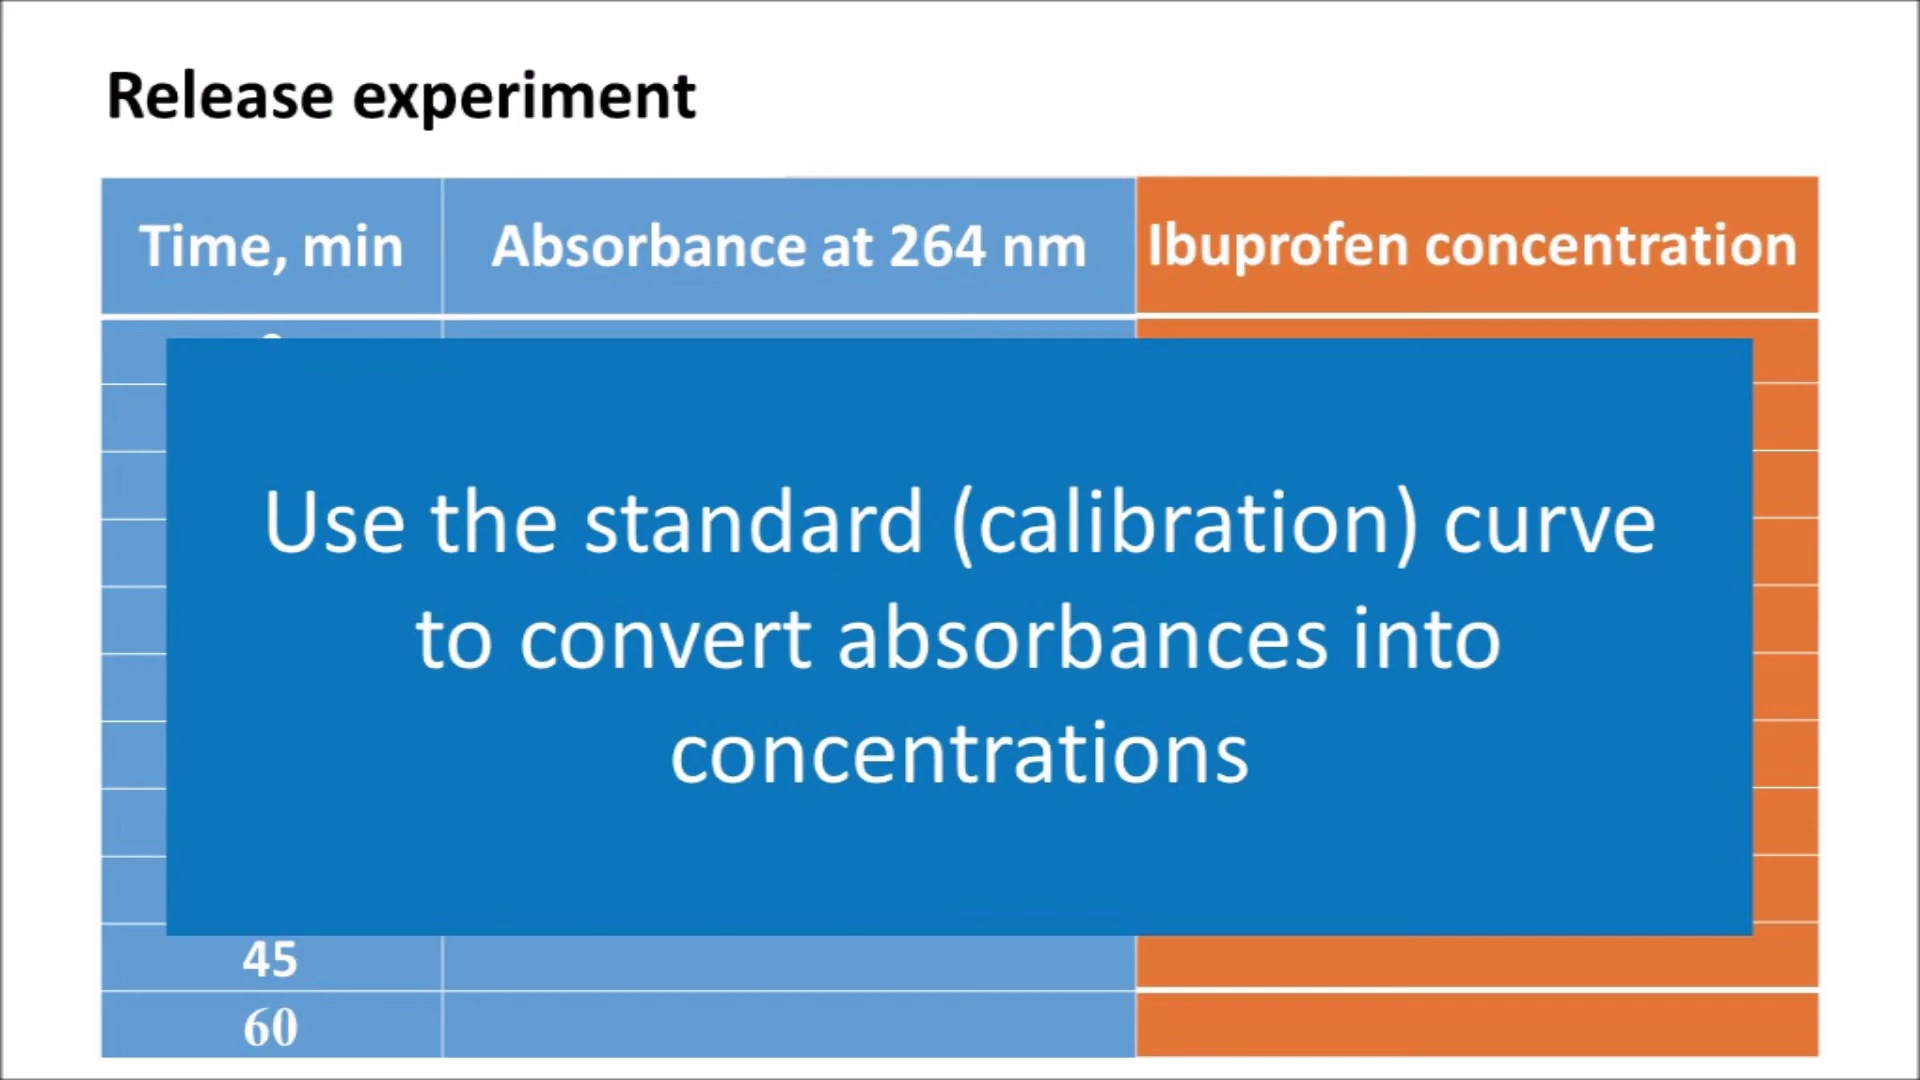 Release experiment
Time, min Absorbance at 264 nm Ibuprofen concentration
Use the standard (calibration) curve
to convert absorbances into
concentrations
45
60